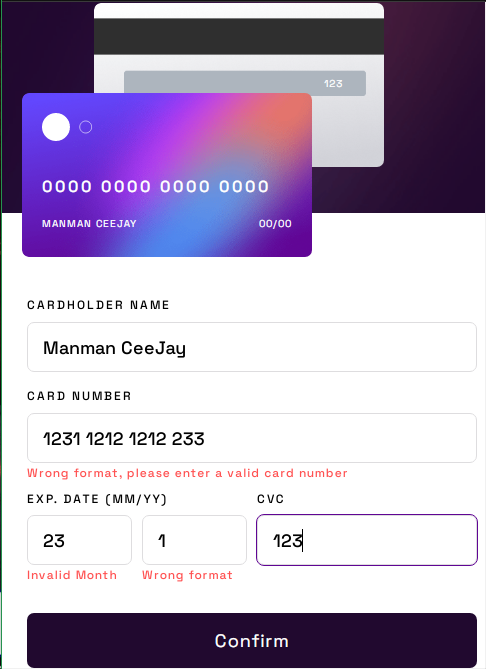 123
0000 0000 0000 0000
MANMAN CEEJAY 00/00
CARDHOLDER NAME
Manman CeeJay
CARD NUMBER
1231 1212 1212 233
Wrong format, please enter a valid card number
EXP. DATE (MM/YY) CVC
23 1 123
Invalid Month Wrong format
Confirm